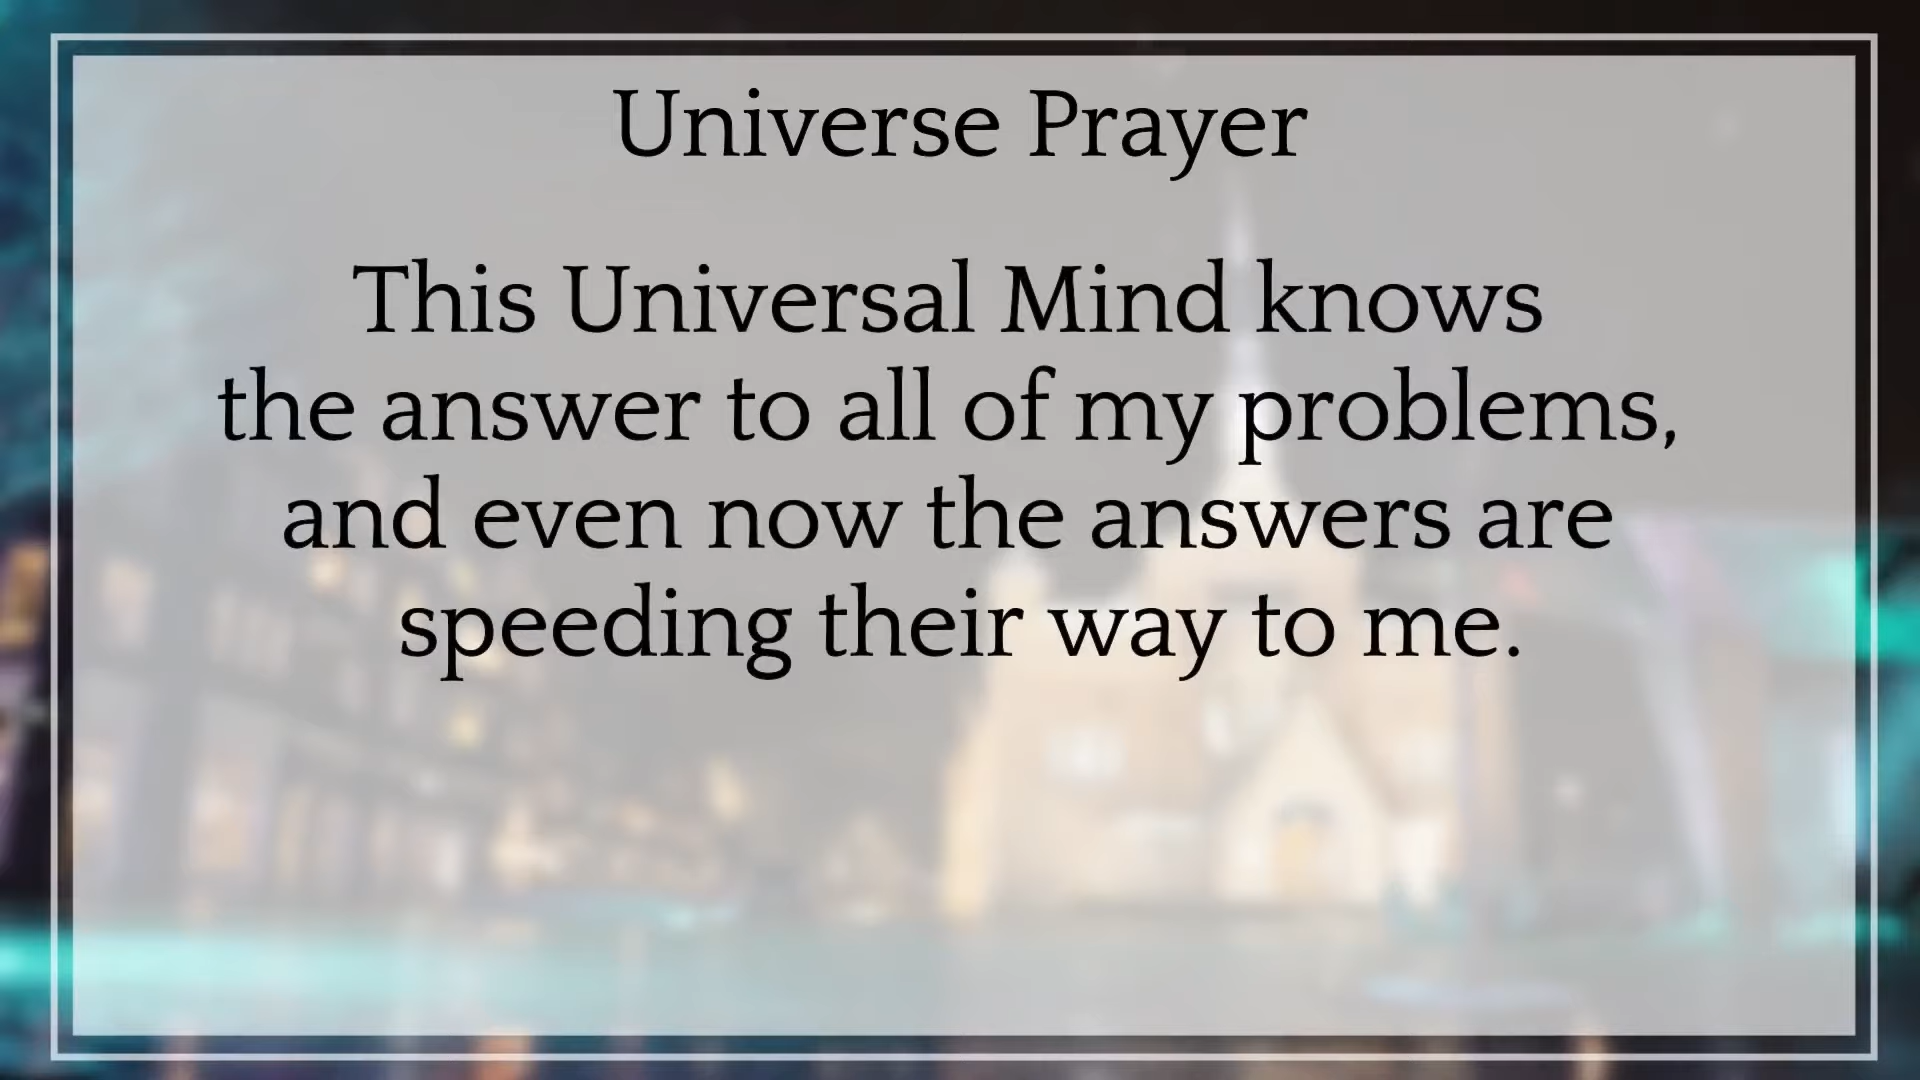 Universe Prayer
This Universal Mind knows
the answer to all of my problems,
and even now the answers are
speeding their way to me.